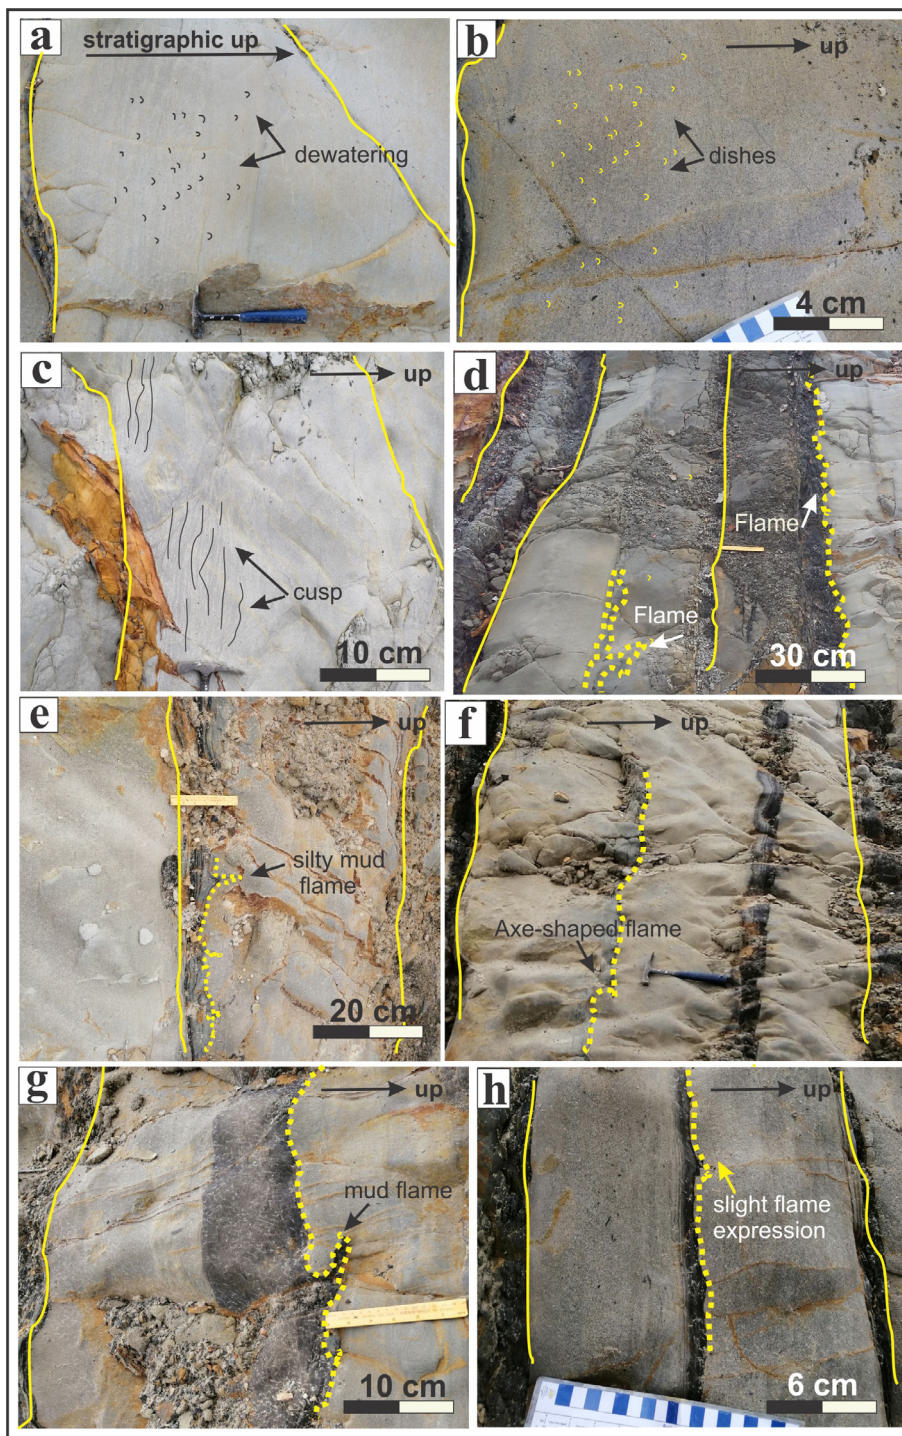 a
stratigraphic up
dewatering
b
up
dishes
4 cm
c
up
cusp
10 cm
d
up
Flame
Flame
30 cm
e
up
silty mud
flame
20 cm
f
up
Axe-shaped flame
g
up
mud flame
10 cm
h
up
slight flame
expression
6 cm